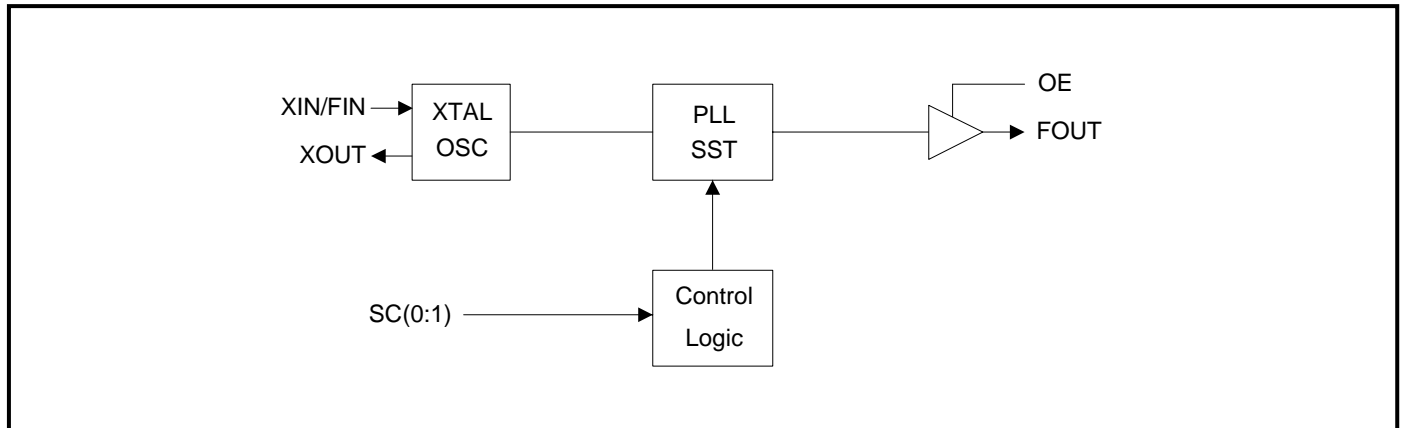 XIN/FIN
XOUT
XTAL
OSC
PLL
SST
OE
FOUT
SC(0:1)
Control
Logic